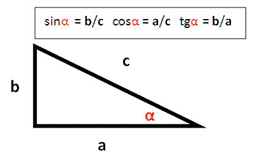 sinα = b/c cosα = a/c tgα = b/a
c
b
α
a